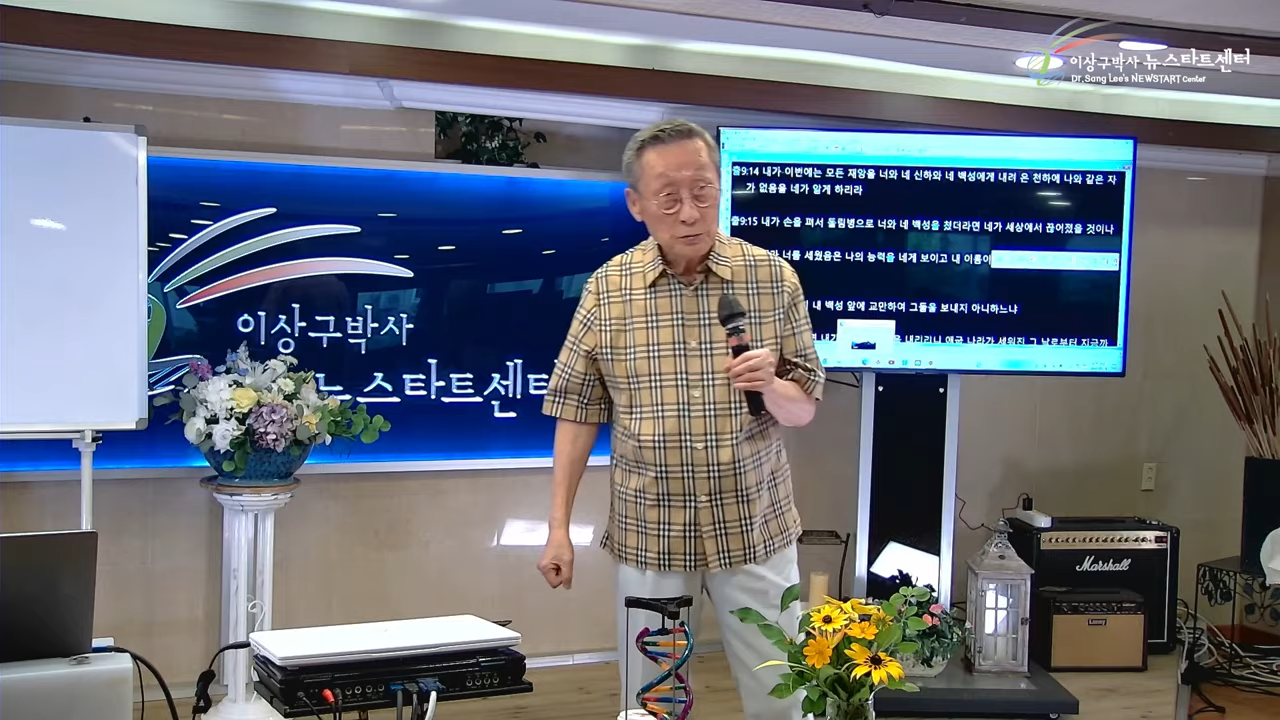 이상구박사 뉴스타트센터
Dr. Sang Lee's NEWSTART Center
출9:14 내가 이번에는 모든 재앙을 너와 네 신하와 네 백성에게 내려 온 천하에 나와 같은 자
가 없음을 네가 알게 하리라
출9:15 내가 손을 펴서 돌림병으로 너와 네 백성을 쳤더라면 네가 세상에서 끊어졌을 것이나
너를 세웠음은 나의 능력을 네게 보이고 내 이름이
내 백성 앞에 교만하여 그들을 보내지 아니하느냐
내리리니 애굽 나라가 세워진 그 날로부터 지금까
이상구박사
뉴스타트센터
Marshall
Laney